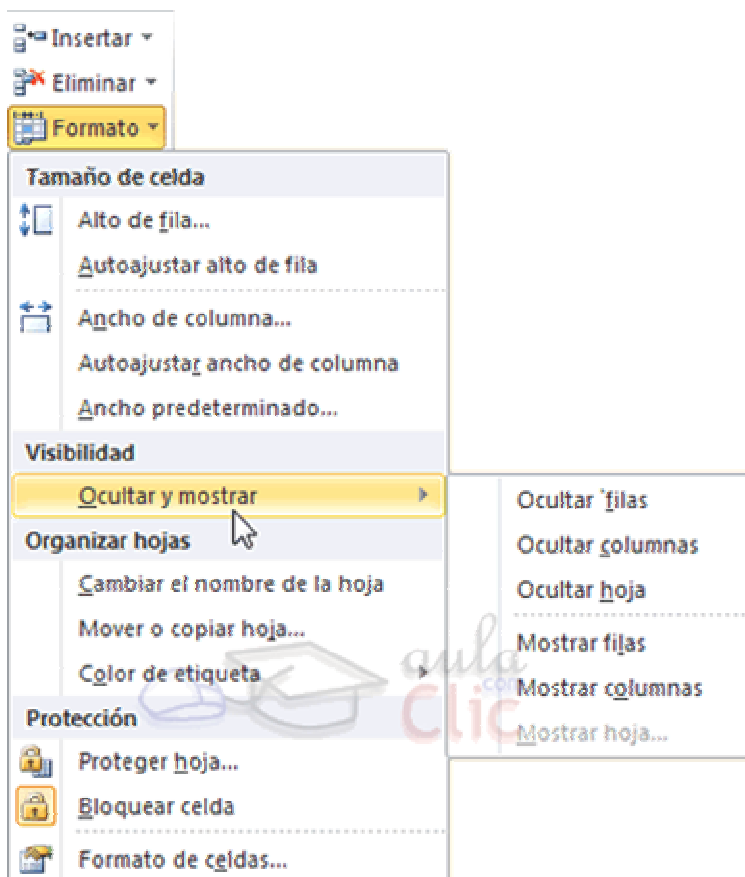 Insertar
Eliminar
Formato
Tamaño de celda
Alto de fila...
Autoajustar alto de fila
Ancho de columna...
Autoajustar ancho de columna
Ancho predeterminado...
Visibilidad
Ocultar y mostrar
Ocultar filas
Ocultar columnas
Ocultar hoja
Mostrar filas
Mostrar columnas
Mostrar hoja...
Organizar hojas
Cambiar el nombre de la hoja
Mover o copiar hoja...
Color de etiqueta
Protección
Proteger hoja...
Bloquear celda
Formato de celdas...
aula
Clic
.com